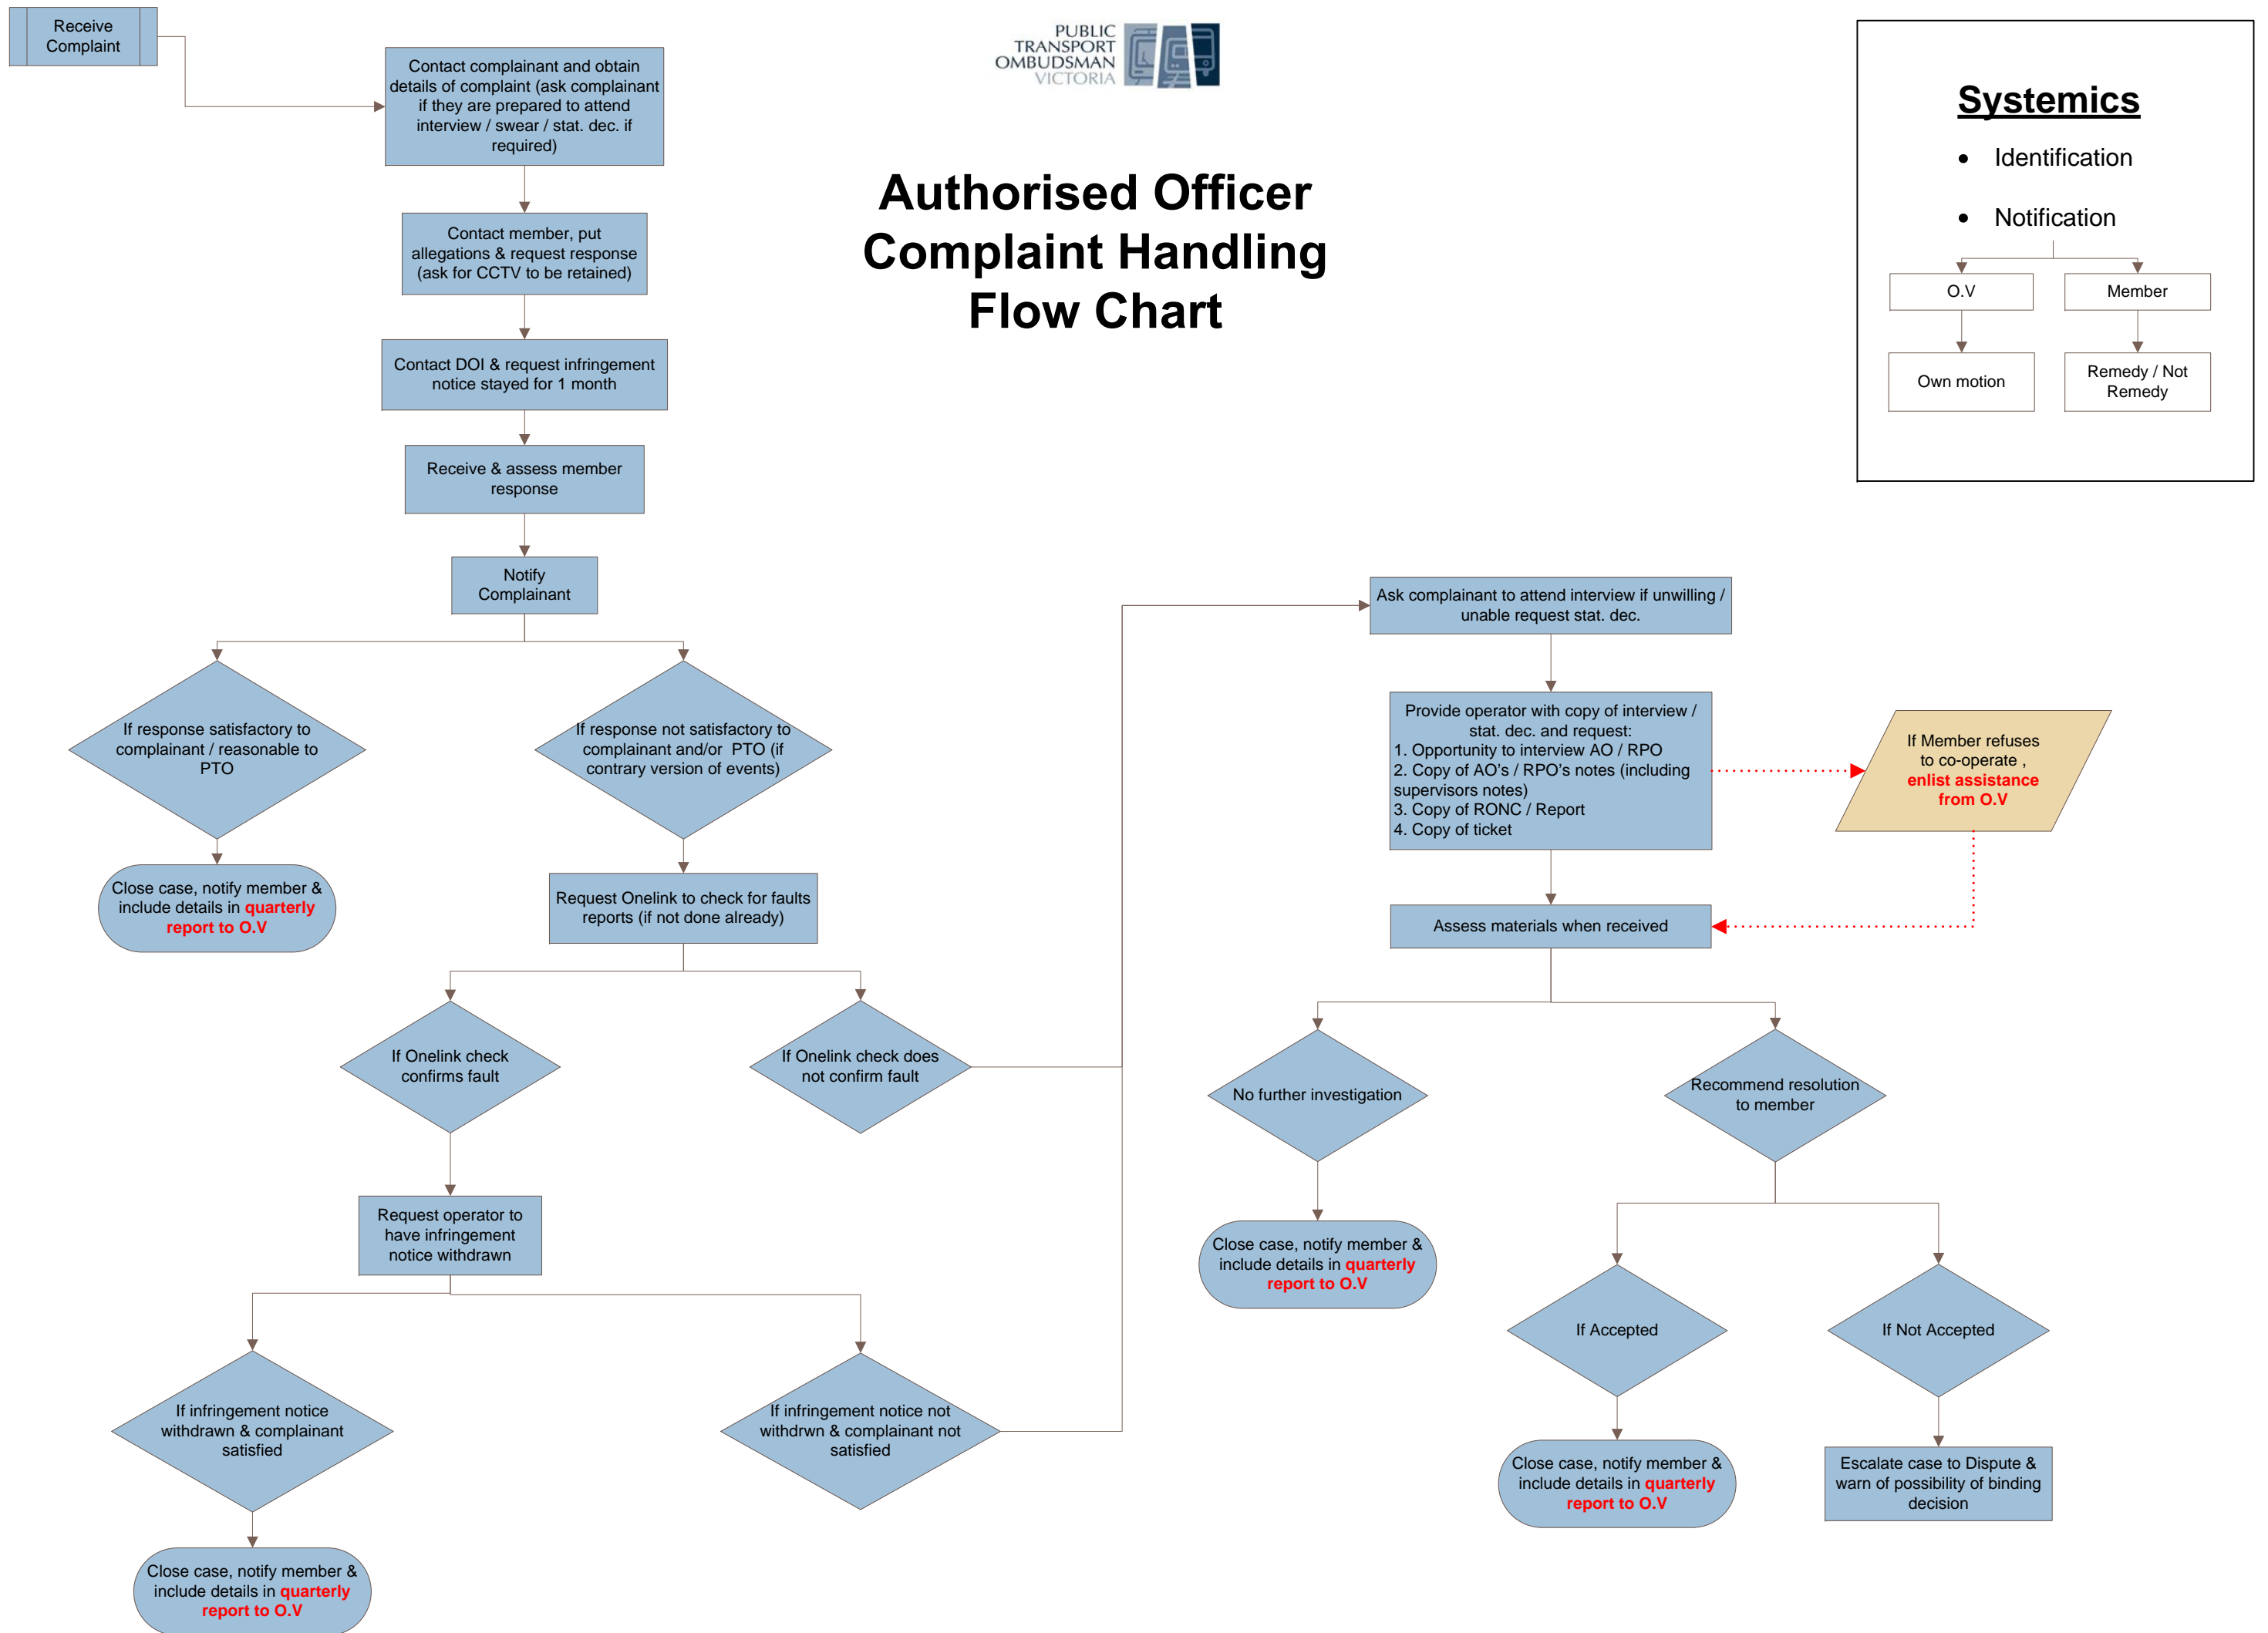 Receive
Complaint
PUBLIC
TRANSPORT
OMBUDSMAN
VICTORIA
Authorised Officer
Complaint Handling
Flow Chart
Systemics
• Identification
• Notification
O.V
Member
Own motion
Remedy / Not
Remedy
Contact complainant and obtain
details of complaint (ask complainant
if they are prepared to attend
interview / swear / stat. dec. if
required)
Contact member, put
allegations & request response
(ask for CCTV to be retained)
Contact DOI & request infringement
notice stayed for 1 month
Receive & assess member
response
Notify
Complainant
If response satisfactory to
complainant / reasonable to
PTO
If response not satisfactory to
complainant and/or PTO (if
contrary version of events)
Close case, notify member &
include details in quarterly
report to O.V
Request Onelink to check for faults
reports (if not done already)
If Onelink check
confirms fault
If Onelink check does
not confirm fault
Request operator to
have infringement
notice withdrawn
If infringement notice
withdrawn & complainant
satisfied
If infringement notice not
withdrwn & complainant not
satisfied
Close case, notify member &
include details in quarterly
report to O.V
Ask complainant to attend interview if unwilling /
unable request stat. dec.
Provide operator with copy of interview /
stat. dec. and request:
1. Opportunity to interview AO / RPO
2. Copy of AO's / RPO's notes (including
supervisors notes)
3. Copy of RONC / Report
4. Copy of ticket
If Member refuses
to co-operate ,
enlist assistance
from O.V
Assess materials when received
No further investigation
Recommend resolution
to member
Close case, notify member &
include details in quarterly
report to O.V
If Accepted
If Not Accepted
Close case, notify member &
include details in quarterly
report to O.V
Escalate case to Dispute &
warn of possibility of binding
decision